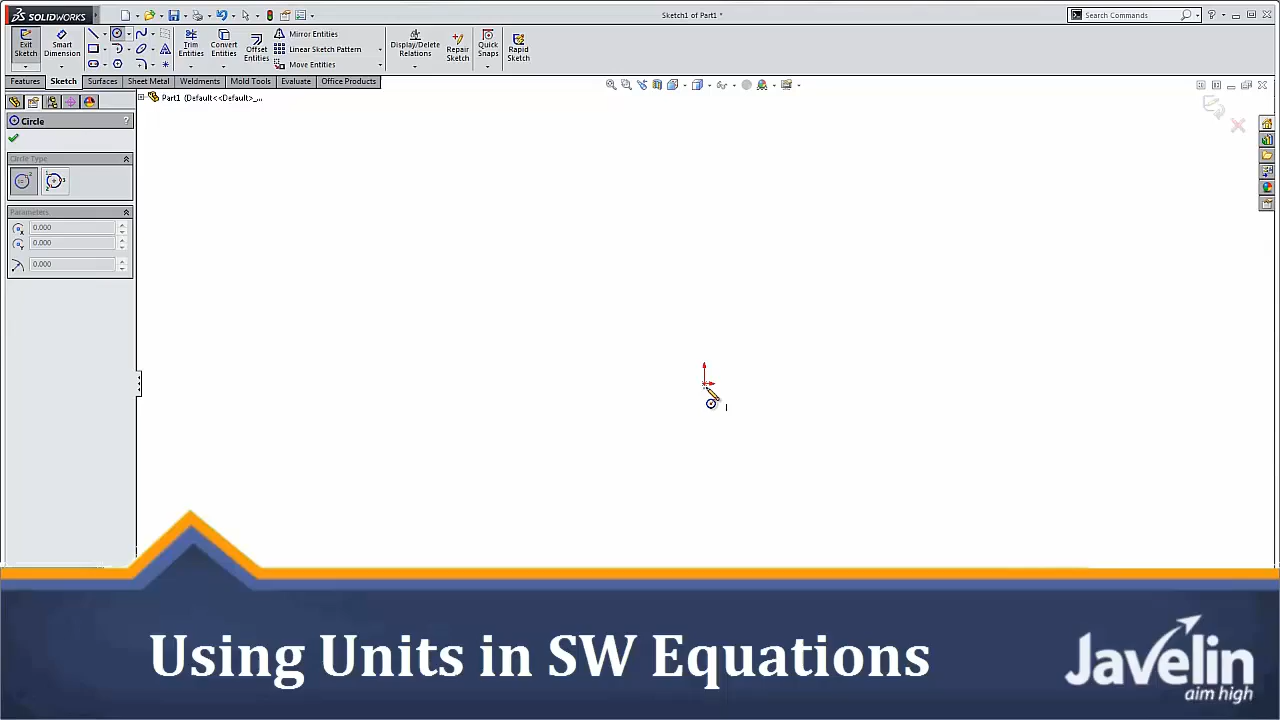 SOLIDWORKS
Sketch1 of Part1 *
Search Commands
Exit Sketch
Smart Dimension
Trim Entities
Convert Entities
Offset Entities
Mirror Entities
Linear Sketch Pattern
Move Entities
Display/Delete Relations
Repair Sketch
Quick Snaps
Rapid Sketch
Features Sketch Surfaces Sheet Metal Weldments Mold Tools Evaluate Office Products
Part1 (Default<<Default>_...
Circle ?
Circle Type
Parameters
0.000
0.000
0.000
Using Units in SW Equations
Javelin
aim high